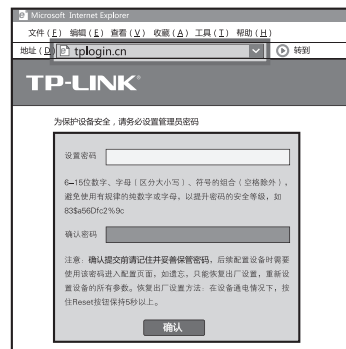 Microsoft Internet Explorer
文件(F) 编辑(E) 查看(V) 收藏(A) 工具(T) 帮助(H)
地址(D) tplogin.cn 转到
TP-LINK®
为保护设备安全，请务必设置管理员密码
设置密码
6—15位数字、字母（区分大小写）、符号的组合（空格除外），
避免使用有规律的纯数字或字母，以提升密码的安全等级，如
83$a56Dfc2%9c
确认密码
注意：确认提交前请记住并妥善保管密码，后续配置设备时需要
使用该密码进入配置页面，如遗忘，只能恢复出厂设置，重新设
置设备的所有参数。恢复出厂设置方法：在设备通电情况下，按
住Reset按钮保持5秒以上。
确认